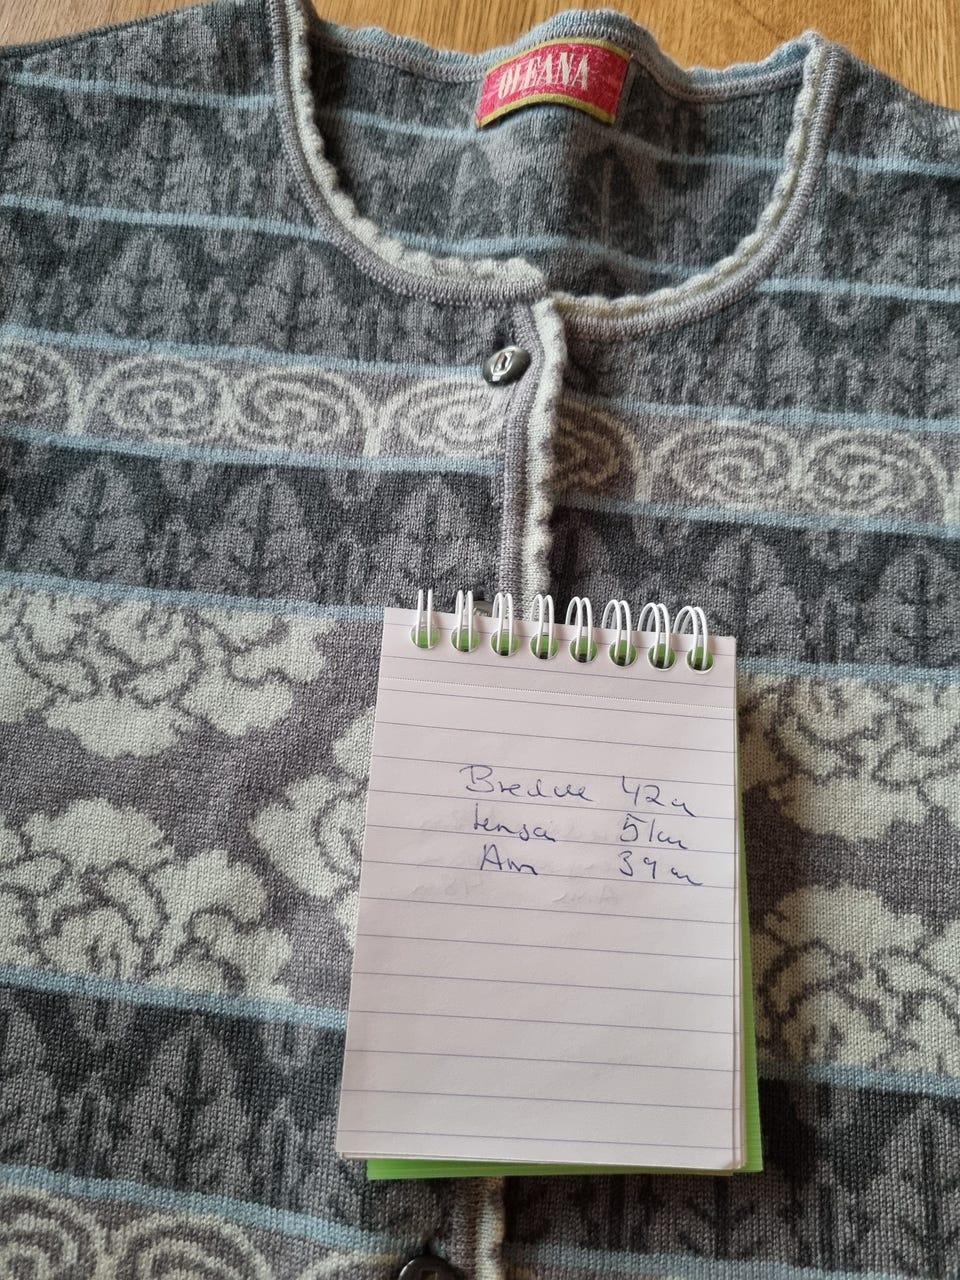 OLEANA
Bredde 42cm
lengde 51cm
Arm 39cm